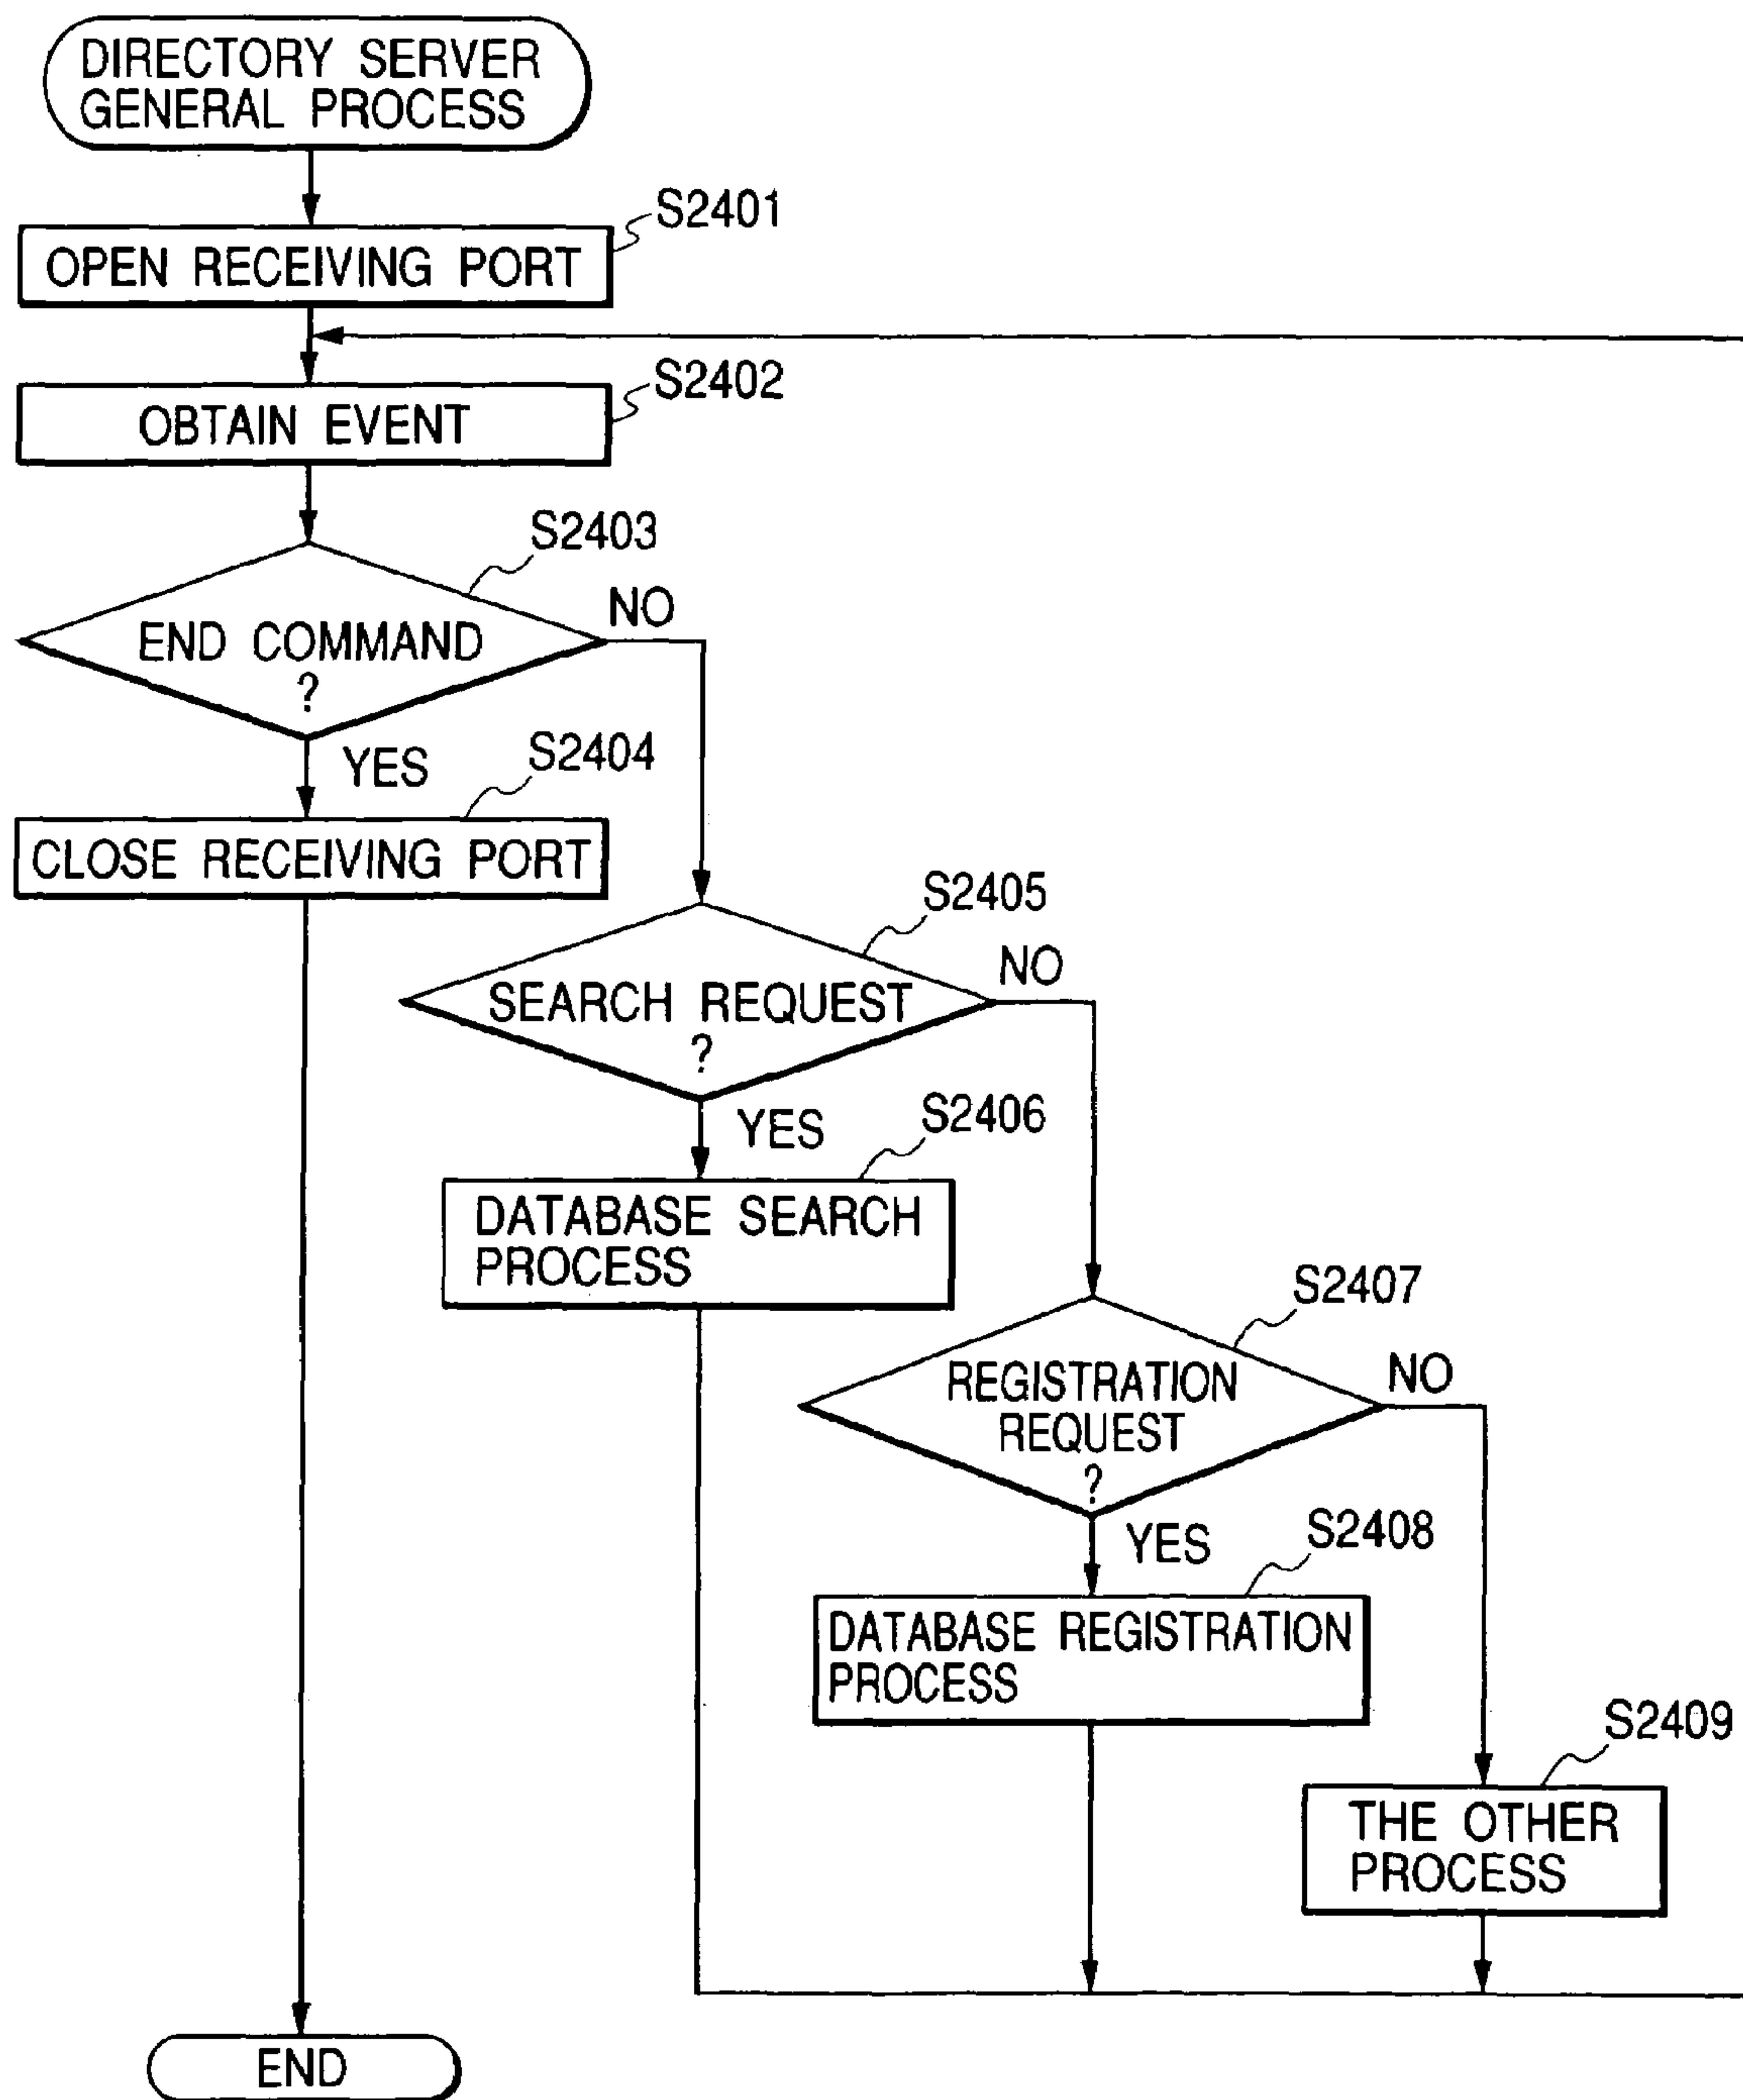 DIRECTORY SERVER
GENERAL PROCESS
S2401
OPEN RECEIVING PORT
S2402
OBTAIN EVENT
S2403
NO
END COMMAND
?
YES
S2404
CLOSE RECEIVING PORT
S2405
NO
SEARCH REQUEST
?
YES
S2406
DATABASE SEARCH
PROCESS
S2407
NO
REGISTRATION
REQUEST
?
YES
S2408
DATABASE REGISTRATION
PROCESS
S2409
THE OTHER
PROCESS
END